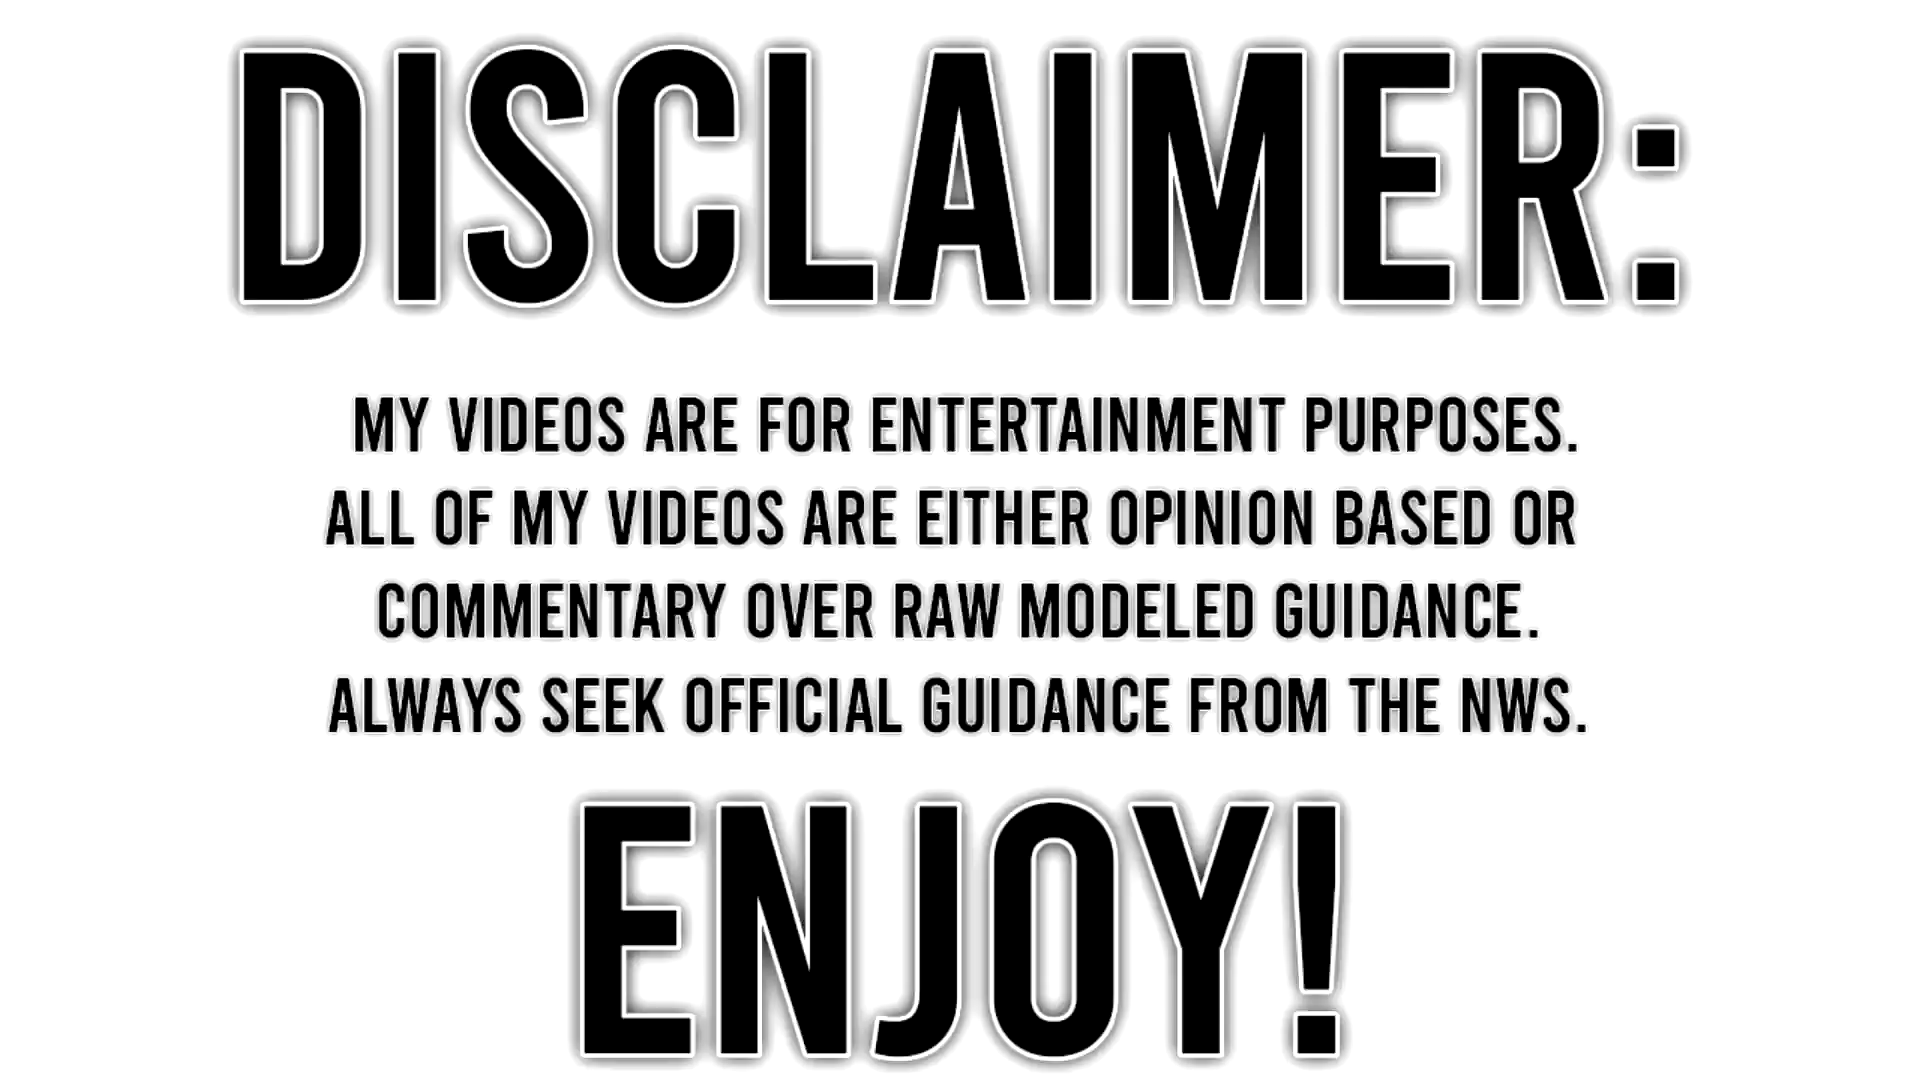 DISCLAIMER:
MY VIDEOS ARE FOR ENTERTAINMENT PURPOSES.
ALL OF MY VIDEOS ARE EITHER OPINION BASED OR
COMMENTARY OVER RAW MODELED GUIDANCE.
ALWAYS SEEK OFFICIAL GUIDANCE FROM THE NWS.
ENJOY!